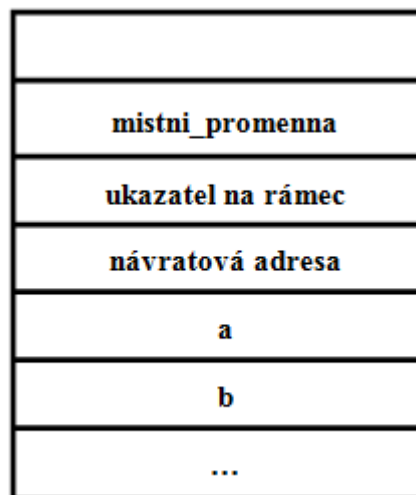 mistni_promenna
ukazatel na rámec
návratová adresa
a
b
...